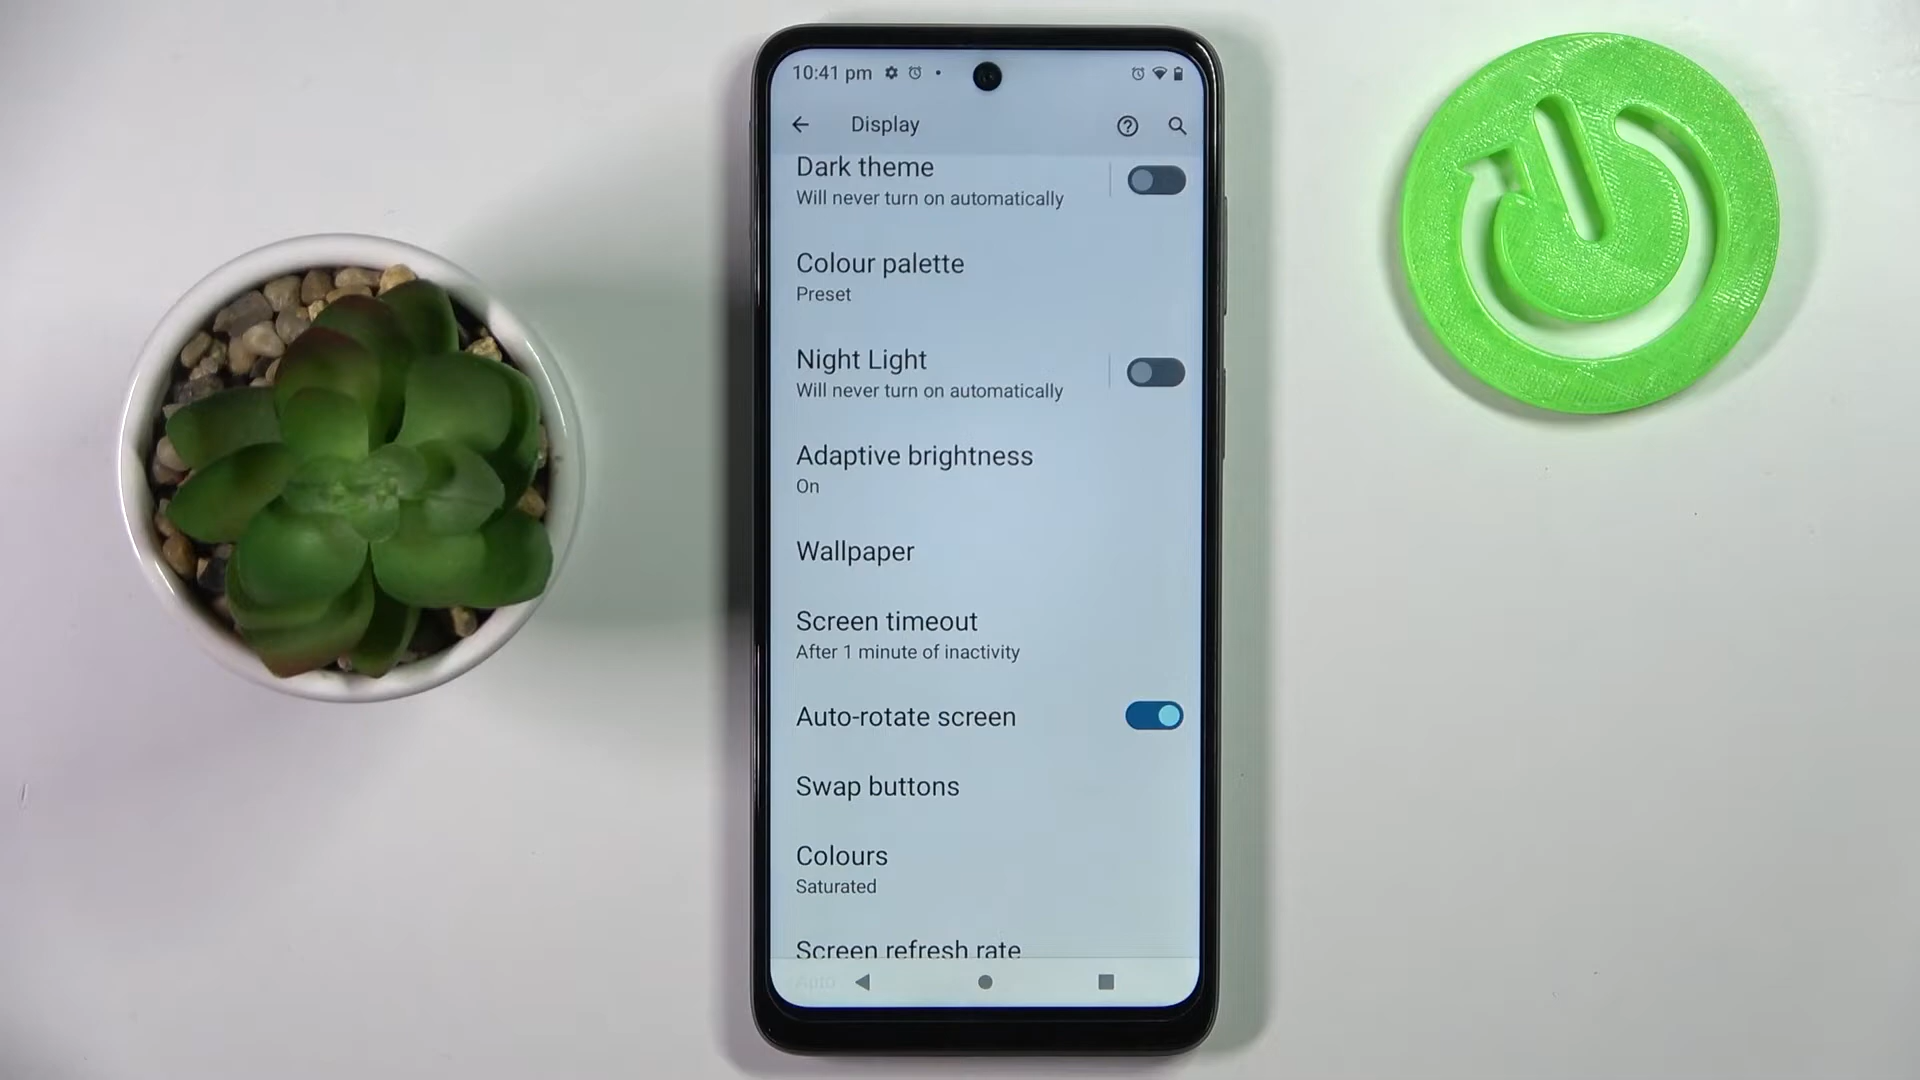 10:41 pm
Display
Dark theme
Will never turn on automatically
Colour palette
Preset
Night Light
Will never turn on automatically
Adaptive brightness
On
Wallpaper
Screen timeout
After 1 minute of inactivity
Auto-rotate screen
Swap buttons
Colours
Saturated
Screen refresh rate
Auto